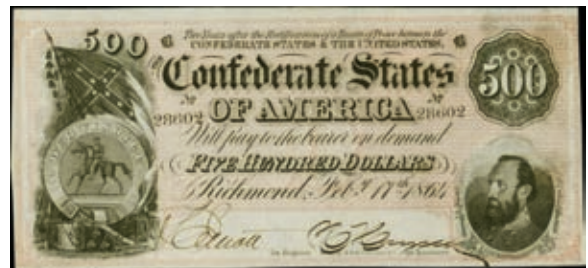 500
Two Years after the Ratification of a Treaty of Peace between the
CONFEDERATE STATES & THE UNITED STATES,
Confederate States
500
No No
28602 OF AMERICA 28602
Will pay to the bearer on demand
FIVE HUNDRED DOLLARS
Richmond, Feby. 17th 1864